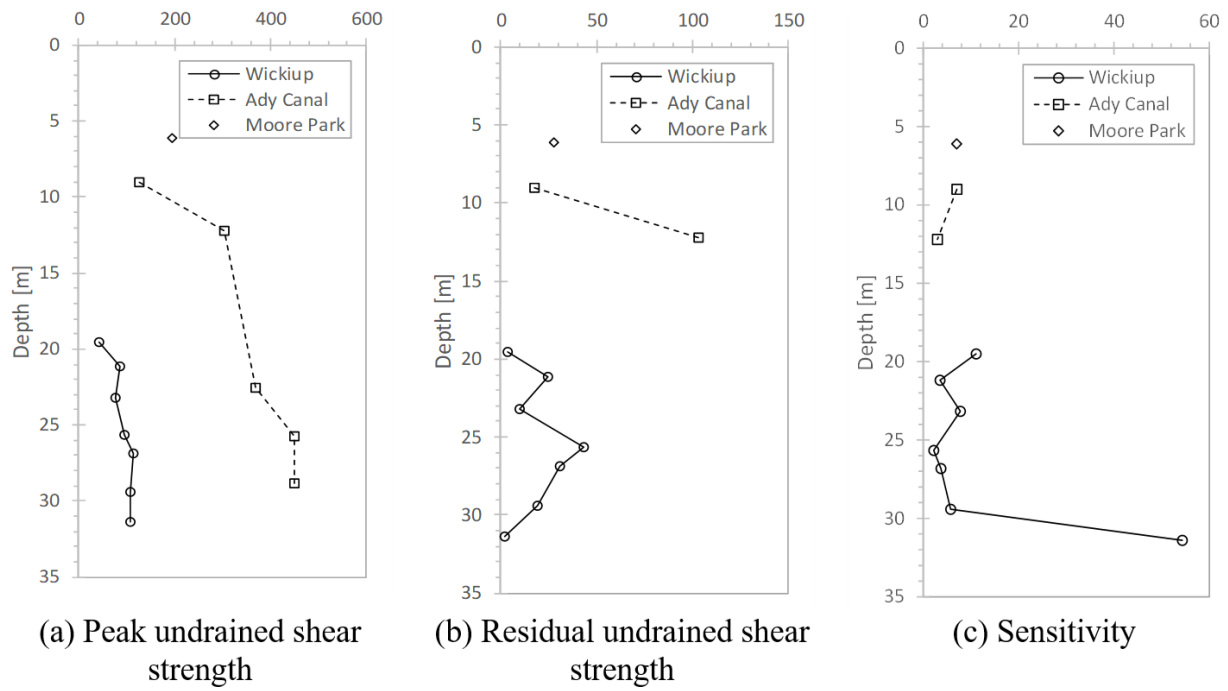 0 200 400 600
0
5
10
15
20
25
30
35
Depth [m]
Wickiup
Ady Canal
Moore Park
(a) Peak undrained shear
strength
0 50 100 150
0
5
10
15
20
25
30
35
Depth [m]
Wickiup
Ady Canal
Moore Park
(b) Residual undrained shear
strength
0 20 40 60
0
5
10
15
20
25
30
35
Depth [m]
Wickiup
Ady Canal
Moore Park
(c) Sensitivity